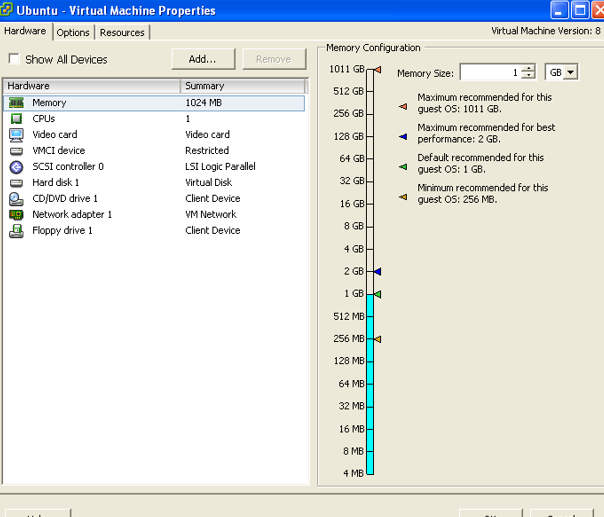 Ubuntu - Virtual Machine Properties
Hardware Options Resources
Virtual Machine Version: 8
Show All Devices
Add...
Remove
Hardware Summary
Memory 1024 MB
CPUs 1
Video card Video card
VMCI device Restricted
SCSI controller 0 LSI Logic Parallel
Hard disk 1 Virtual Disk
CD/DVD drive 1 Client Device
Network adapter 1 VM Network
Floppy drive 1 Client Device
Memory Configuration
1011 GB
512 GB
256 GB
128 GB
64 GB
32 GB
16 GB
8 GB
4 GB
2 GB
1 GB
512 MB
256 MB
128 MB
64 MB
32 MB
16 MB
8 MB
4 MB
Memory Size: 1 GB
Maximum recommended for this
guest OS: 1011 GB.
Maximum recommended for best
performance: 2 GB.
Default recommended for this
guest OS: 1 GB.
Minimum recommended for this
guest OS: 256 MB.